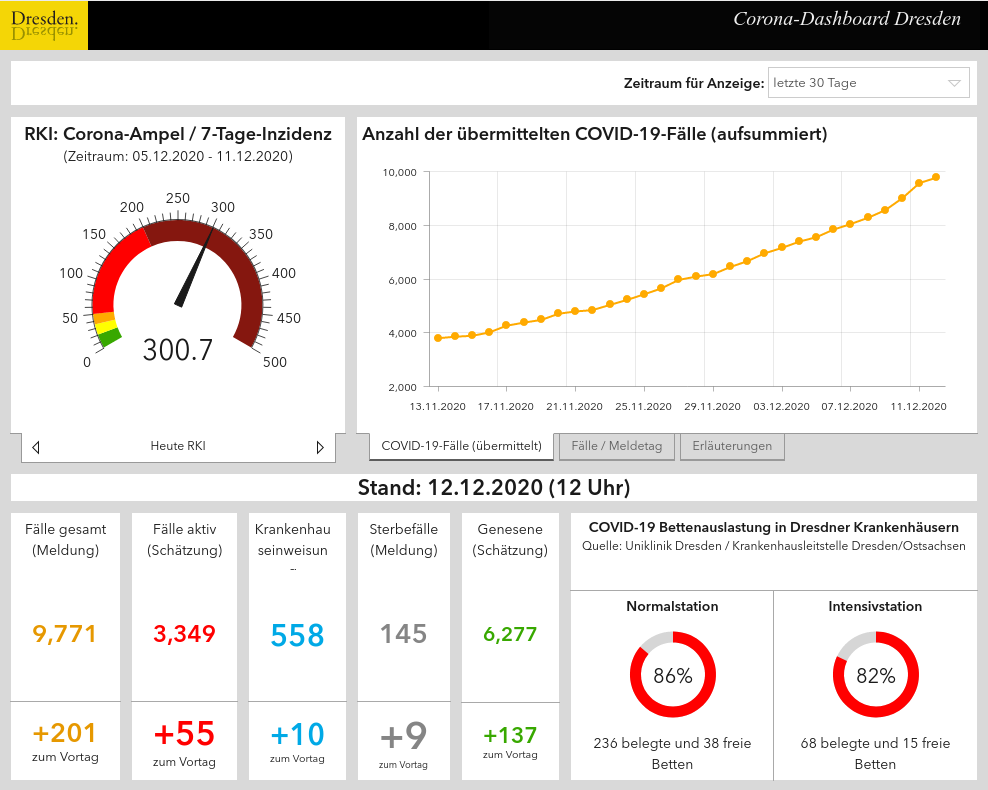 Dresden.
Dresden.
Corona-Dashboard Dresden
Zeitraum für Anzeige:
letzte 30 Tage
RKI: Corona-Ampel / 7-Tage-Inzidenz
(Zeitraum: 05.12.2020 - 11.12.2020)
0
50
100
150
200
250
300
350
400
450
500
300.7
Heute RKI
Anzahl der übermittelten COVID-19-Fälle (aufsummiert)
10,000
8,000
6,000
4,000
2,000
13.11.2020 17.11.2020 21.11.2020 25.11.2020 29.11.2020 03.12.2020 07.12.2020 11.12.2020
COVID-19-Fälle (übermittelt)
Fälle / Meldetag
Erläuterungen
Stand: 12.12.2020 (12 Uhr)
Fälle gesamt
(Meldung)
9,771
+201
zum Vortag
Fälle aktiv
(Schätzung)
3,349
+55
zum Vortag
Krankenhau
seinweisun
558
+10
zum Vortag
Sterbefälle
(Meldung)
145
+9
zum Vortag
Genesene
(Schätzung)
6,277
+137
zum Vortag
COVID-19 Bettenauslastung in Dresdner Krankenhäusern
Quelle: Uniklinik Dresden / Krankenhausleitstelle Dresden/Ostsachsen
Normalstation
86%
236 belegte und 38 freie
Betten
Intensivstation
82%
68 belegte und 15 freie
Betten